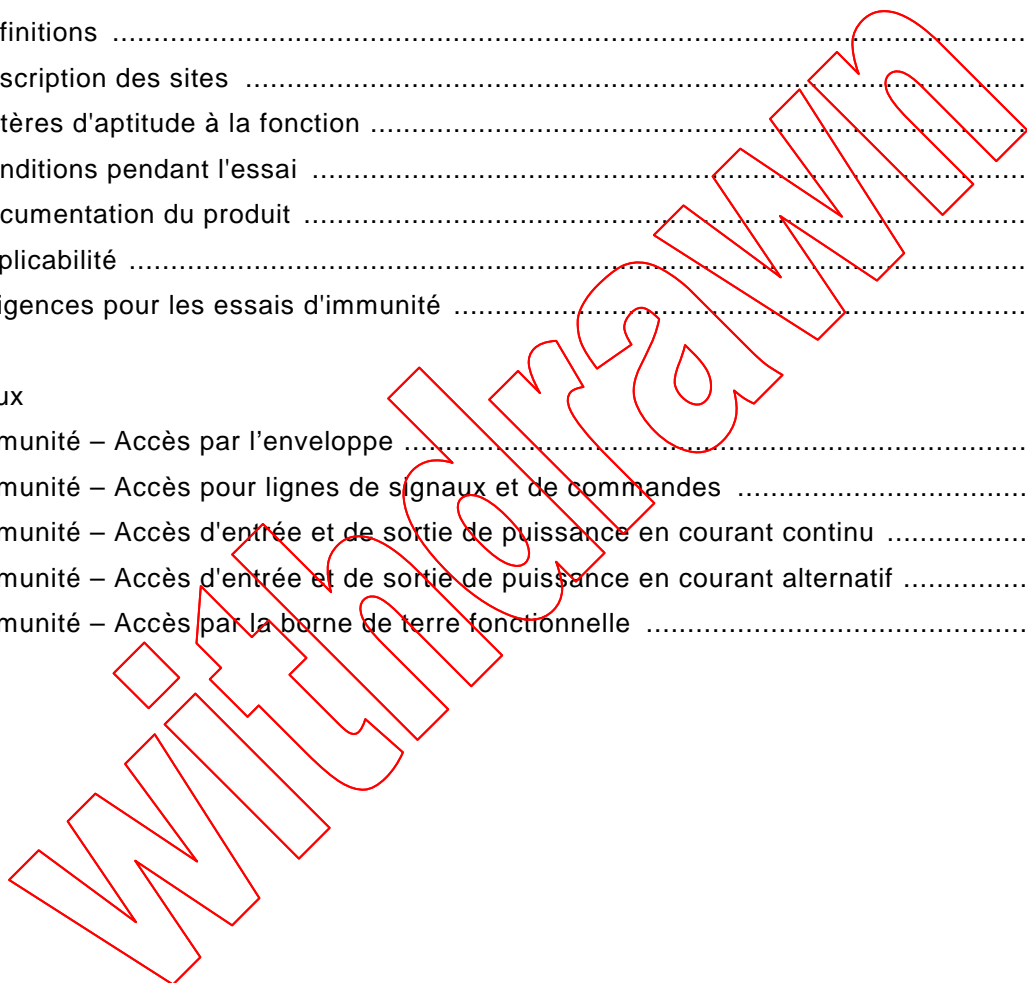 finitions ........................................................................................................
scription des sites ........................................................................................
tères d'aptitude à la fonction ........................................................................
nditions pendant l'essai ................................................................................
cumentation du produit ................................................................................
plicabilité ......................................................................................................
igences pour les essais d'immunité ..............................................................
ux
munité – Accès par l’enveloppe ....................................................................
munité – Accès pour lignes de signaux et de commandes ............................
munité – Accès d'entrée et de sortie de puissance en courant continu .................
munité – Accès d'entrée et de sortie de puissance en courant alternatif ...............
munité – Accès par la borne de terre fonctionnelle ..............................................
withdrawn